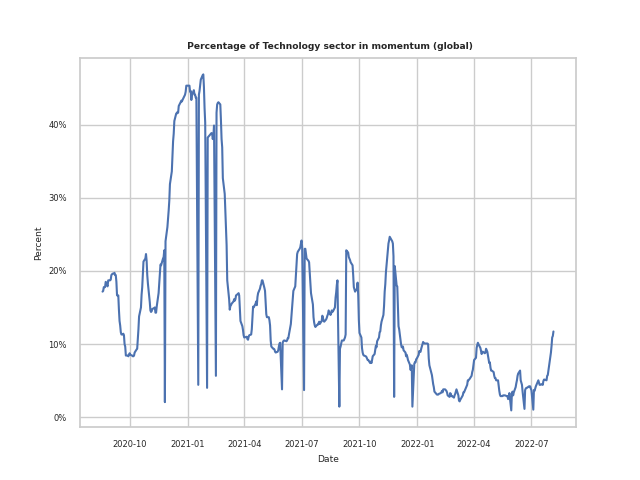 Percentage of Technology sector in momentum (global)
40%
30%
20%
10%
0%
Percent
2020-10 2021-01 2021-04 2021-07 2021-10 2022-01 2022-04 2022-07
Date